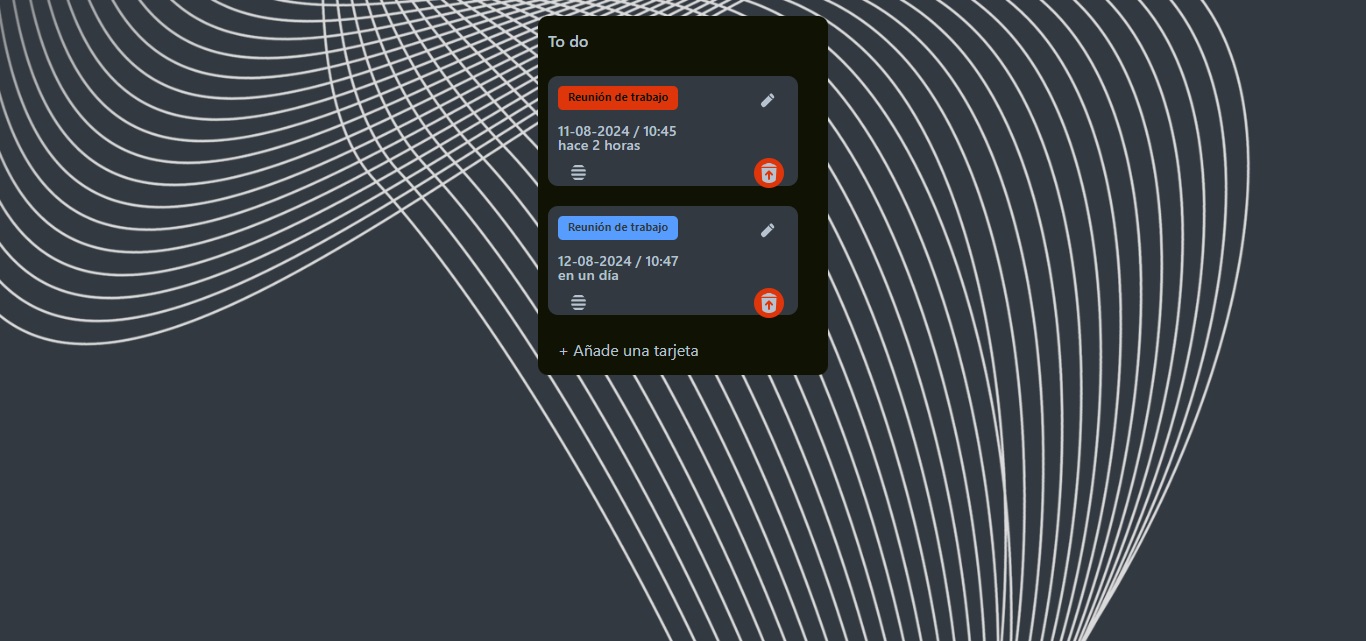 To do
Reunión de trabajo
11-08-2024 / 10:45
hace 2 horas
Reunión de trabajo
12-08-2024 / 10:47
en un día
+ Añade una tarjeta